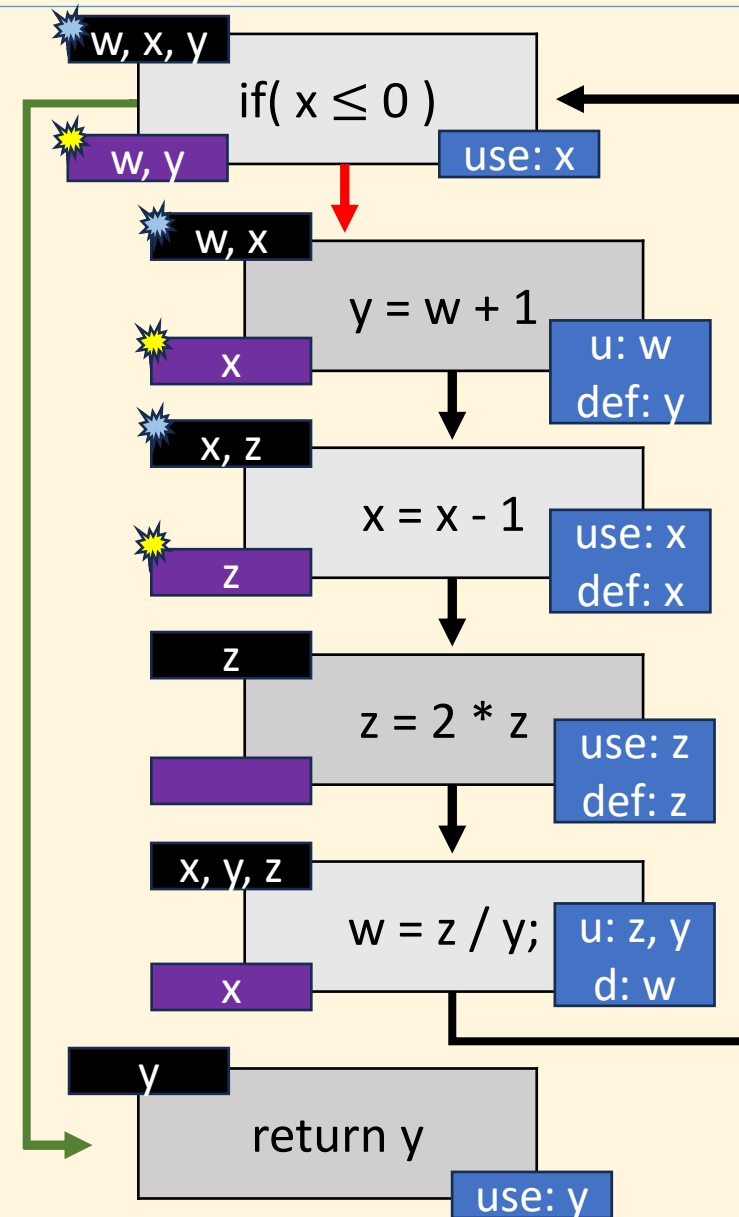 w, x, y
if( x ≤ 0 )
w, y
use: x
w, x
y = w + 1
u: w
def: y
x
x, z
x = x - 1
use: x
def: x
z
z
z = 2 * z
use: z
def: z
x, y, z
w = z / y;
u: z, y
d: w
x
y
return y
use: y